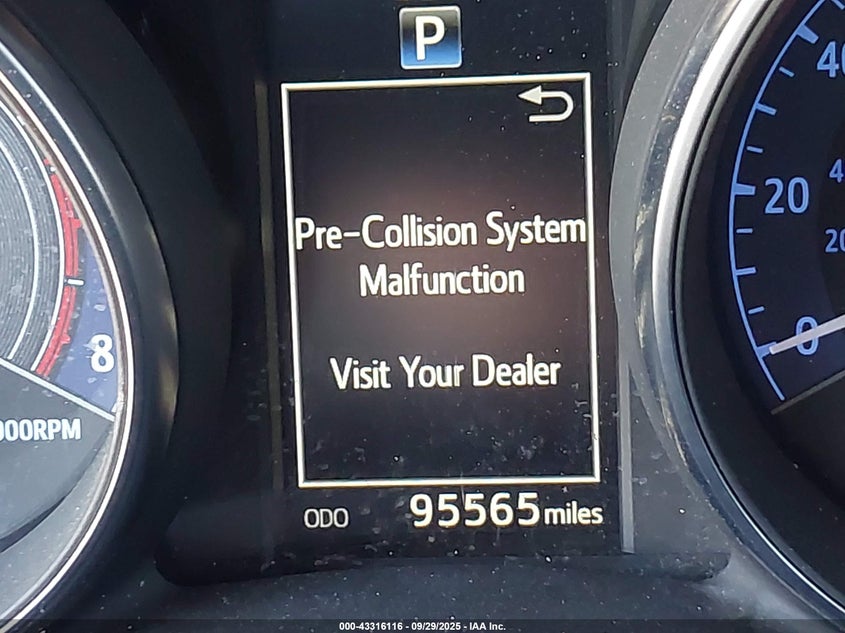 P
40
Pre-Collision System
Malfunction
20
20
8
0
Visit Your Dealer
000RPM
ODO 95565 miles
000-43316116 - 09/29/2025 - IAA Inc.